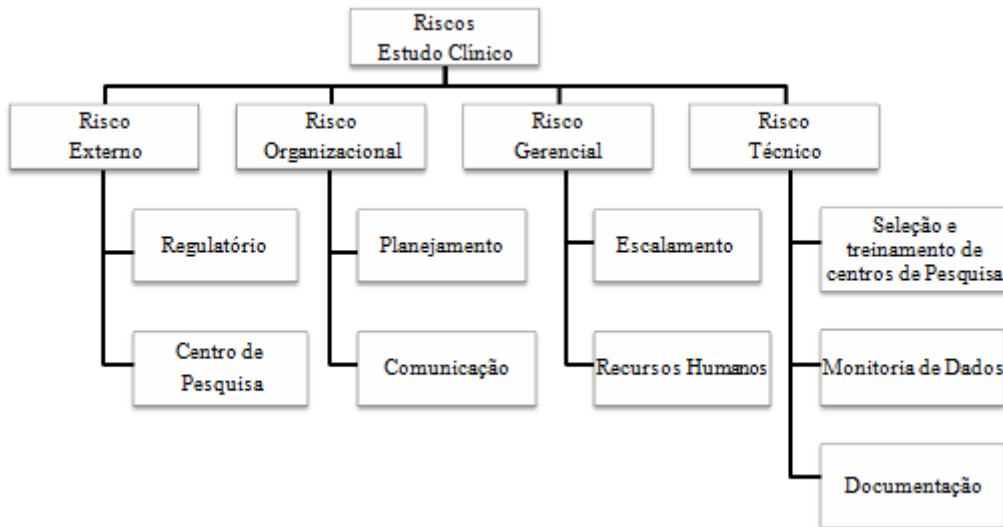 Riscos
Estudo Clínico
Risco
Externo
Risco
Organizacional
Risco
Gerencial
Risco
Técnico
Regulatório
Planejamento
Escalamento
Seleção e
treinamento de
centros de Pesquisa
Centro de
Pesquisa
Comunicação
Recursos Humanos
Monitoria de Dados
Documentação